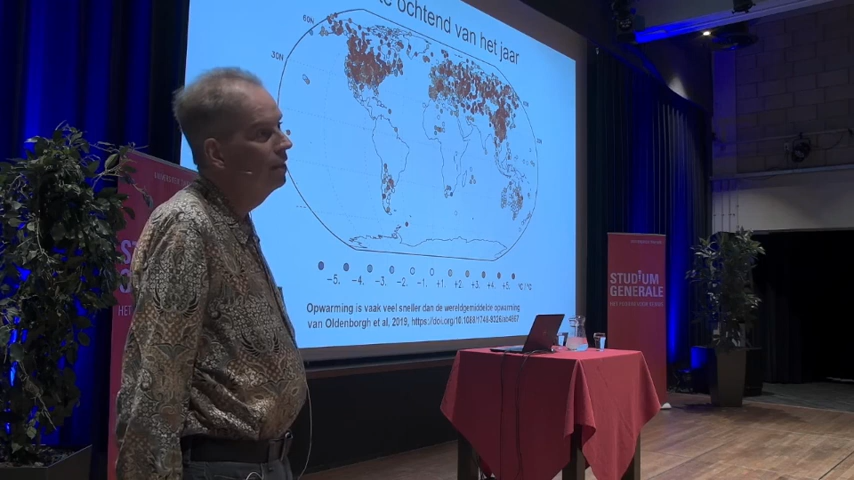 ochtend van het jaar
60N
30N
-5. -4. -3. -2. -1. +1. +2. +3. +4. +5. °C
Opwarming is vaak veel sneller dan de wereldgemiddelde opwarming
van Oldenborgh et al, 2019, https://doi.org/10.1088/1748-9326/ab4867
STUDIUM
GENERALE